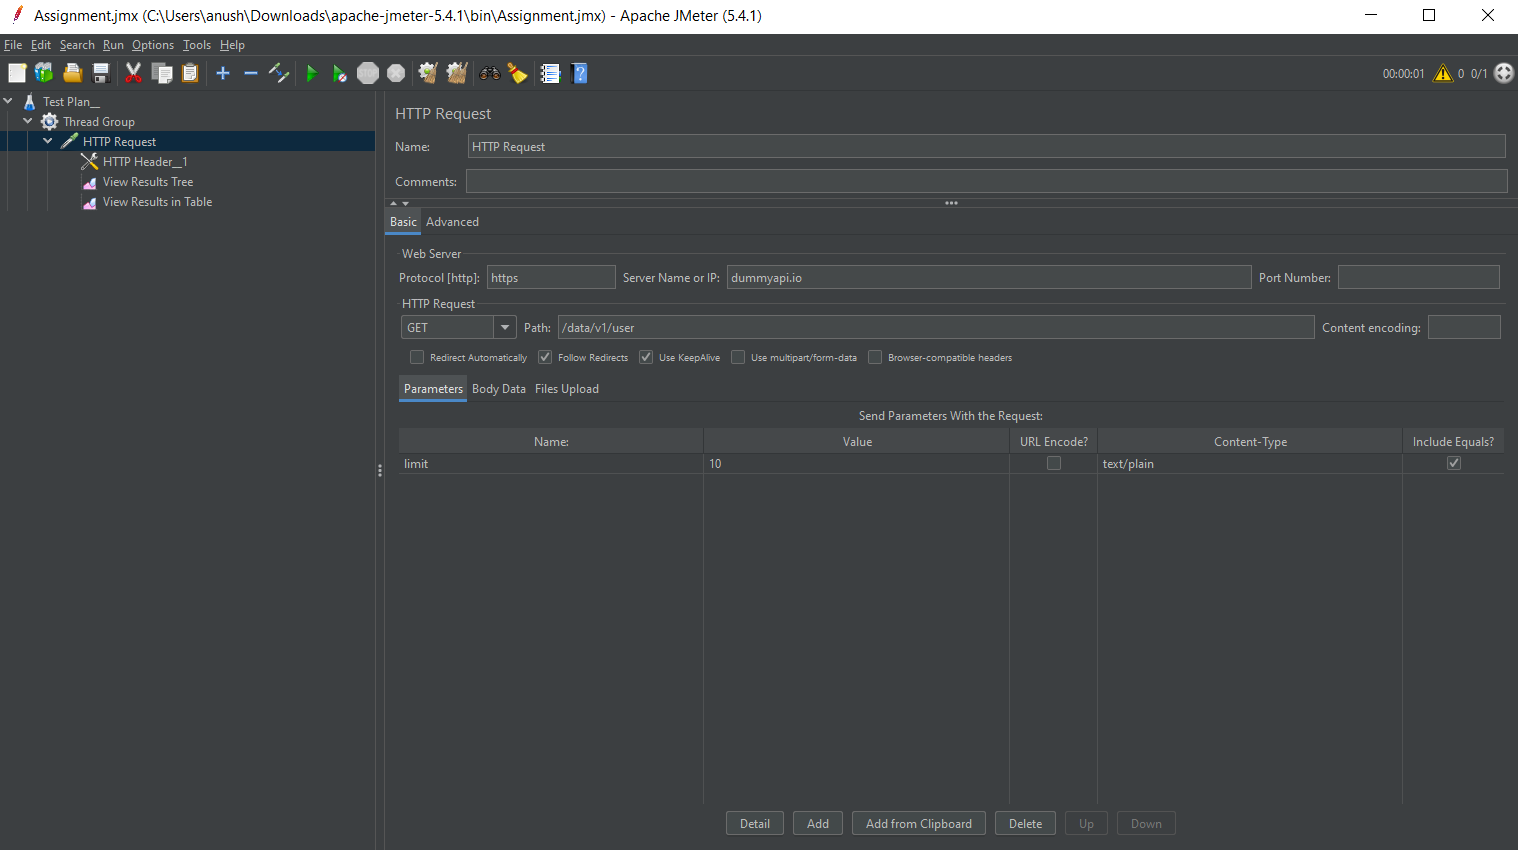 Assignment.jmx (C:\Users\anush\Downloads\apache-jmeter-5.4.1\bin\Assignment.jmx) - Apache JMeter (5.4.1)
File Edit Search Run Options Tools Help
STOP 00:00:01 0 0/1
Test Plan__
Thread Group
HTTP Request
HTTP Header__1
View Results Tree
View Results in Table
HTTP Request
Name: HTTP Request
Comments:
Basic Advanced
Web Server
Protocol [http]: https Server Name or IP: dummyapi.io Port Number:
HTTP Request
GET Path: /data/v1/user Content encoding:
Redirect Automatically Follow Redirects Use KeepAlive Use multipart/form-data Browser-compatible headers
Parameters Body Data Files Upload
Send Parameters With the Request:
Name: Value URL Encode? Content-Type Include Equals?
limit 10 text/plain
Detail Add Add from Clipboard Delete Up Down